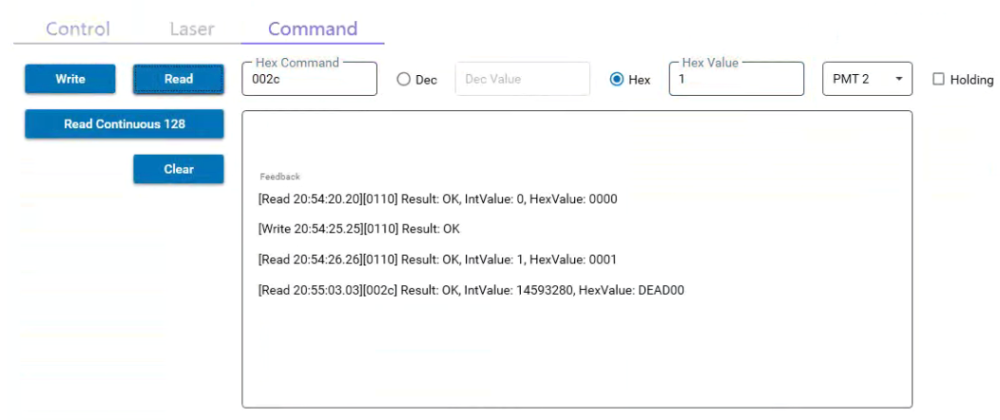 Control Laser Command
Hex Command Hex Value
Write Read 002c Dec Dec Value Hex 1 PMT 2 Holding
Read Continuous 128
Clear
Feedback
[Read 20:54:20.20][0110] Result: OK, IntValue: 0, HexValue: 0000
[Write 20:54:25.25][0110] Result: OK
[Read 20:54:26.26][0110] Result: OK, IntValue: 1, HexValue: 0001
[Read 20:55:03.03][002c] Result: OK, IntValue: 14593280, HexValue: DEAD00